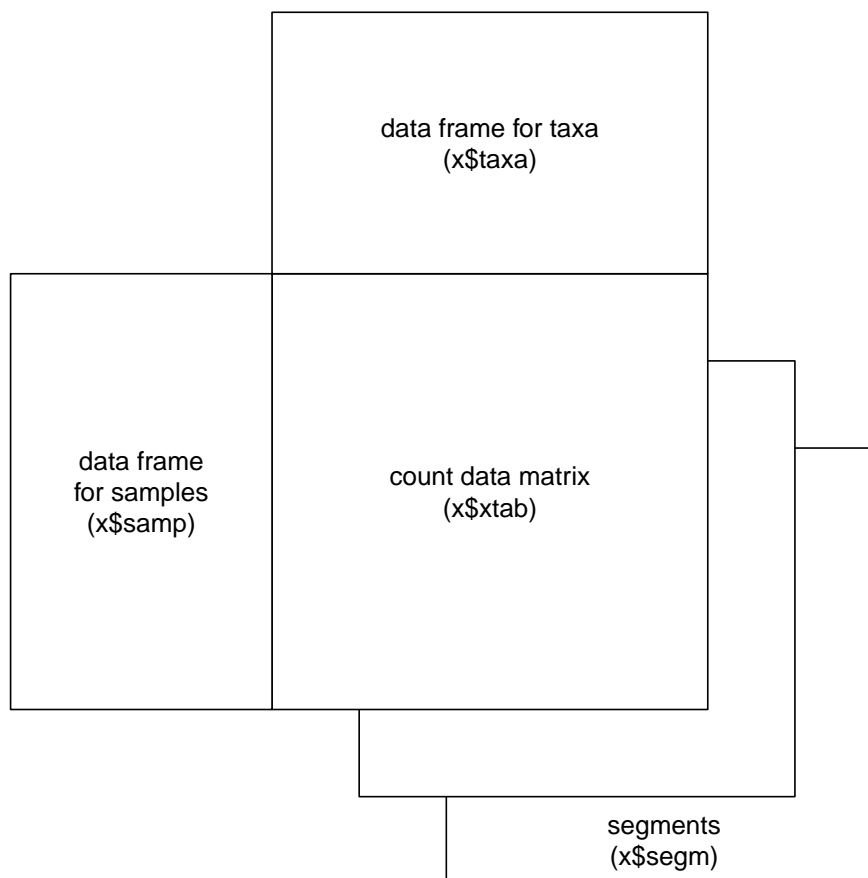 data frame for taxa
(x$taxa)
data frame
for samples
(x$samp)
count data matrix
(x$xtab)
segments
(x$segm)